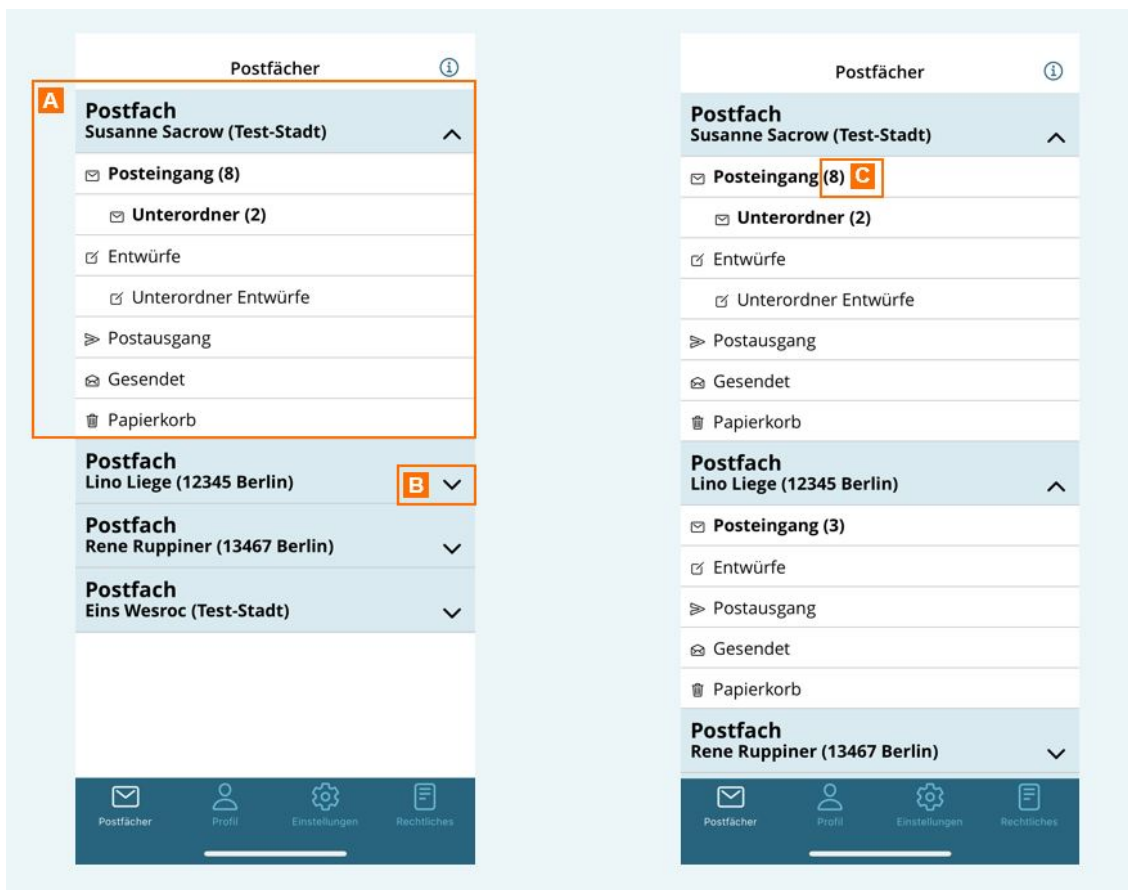 Postfächer
A
Postfach
Susanne Sacrow (Test-Stadt)
Posteingang (8)
Unterordner (2)
Entwürfe
Unterordner Entwürfe
Postausgang
Gesendet
Papierkorb
Postfach
Lino Liege (12345 Berlin)
B
Postfach
Rene Ruppiner (13467 Berlin)
Postfach
Eins Wesroc (Test-Stadt)
Postfächer Profil Einstellungen Rechtliches
Postfächer
Postfach
Susanne Sacrow (Test-Stadt)
Posteingang (8) C
Unterordner (2)
Entwürfe
Unterordner Entwürfe
Postausgang
Gesendet
Papierkorb
Postfach
Lino Liege (12345 Berlin)
Posteingang (3)
Entwürfe
Postausgang
Gesendet
Papierkorb
Postfach
Rene Ruppiner (13467 Berlin)
Postfächer Profil Einstellungen Rechtliches